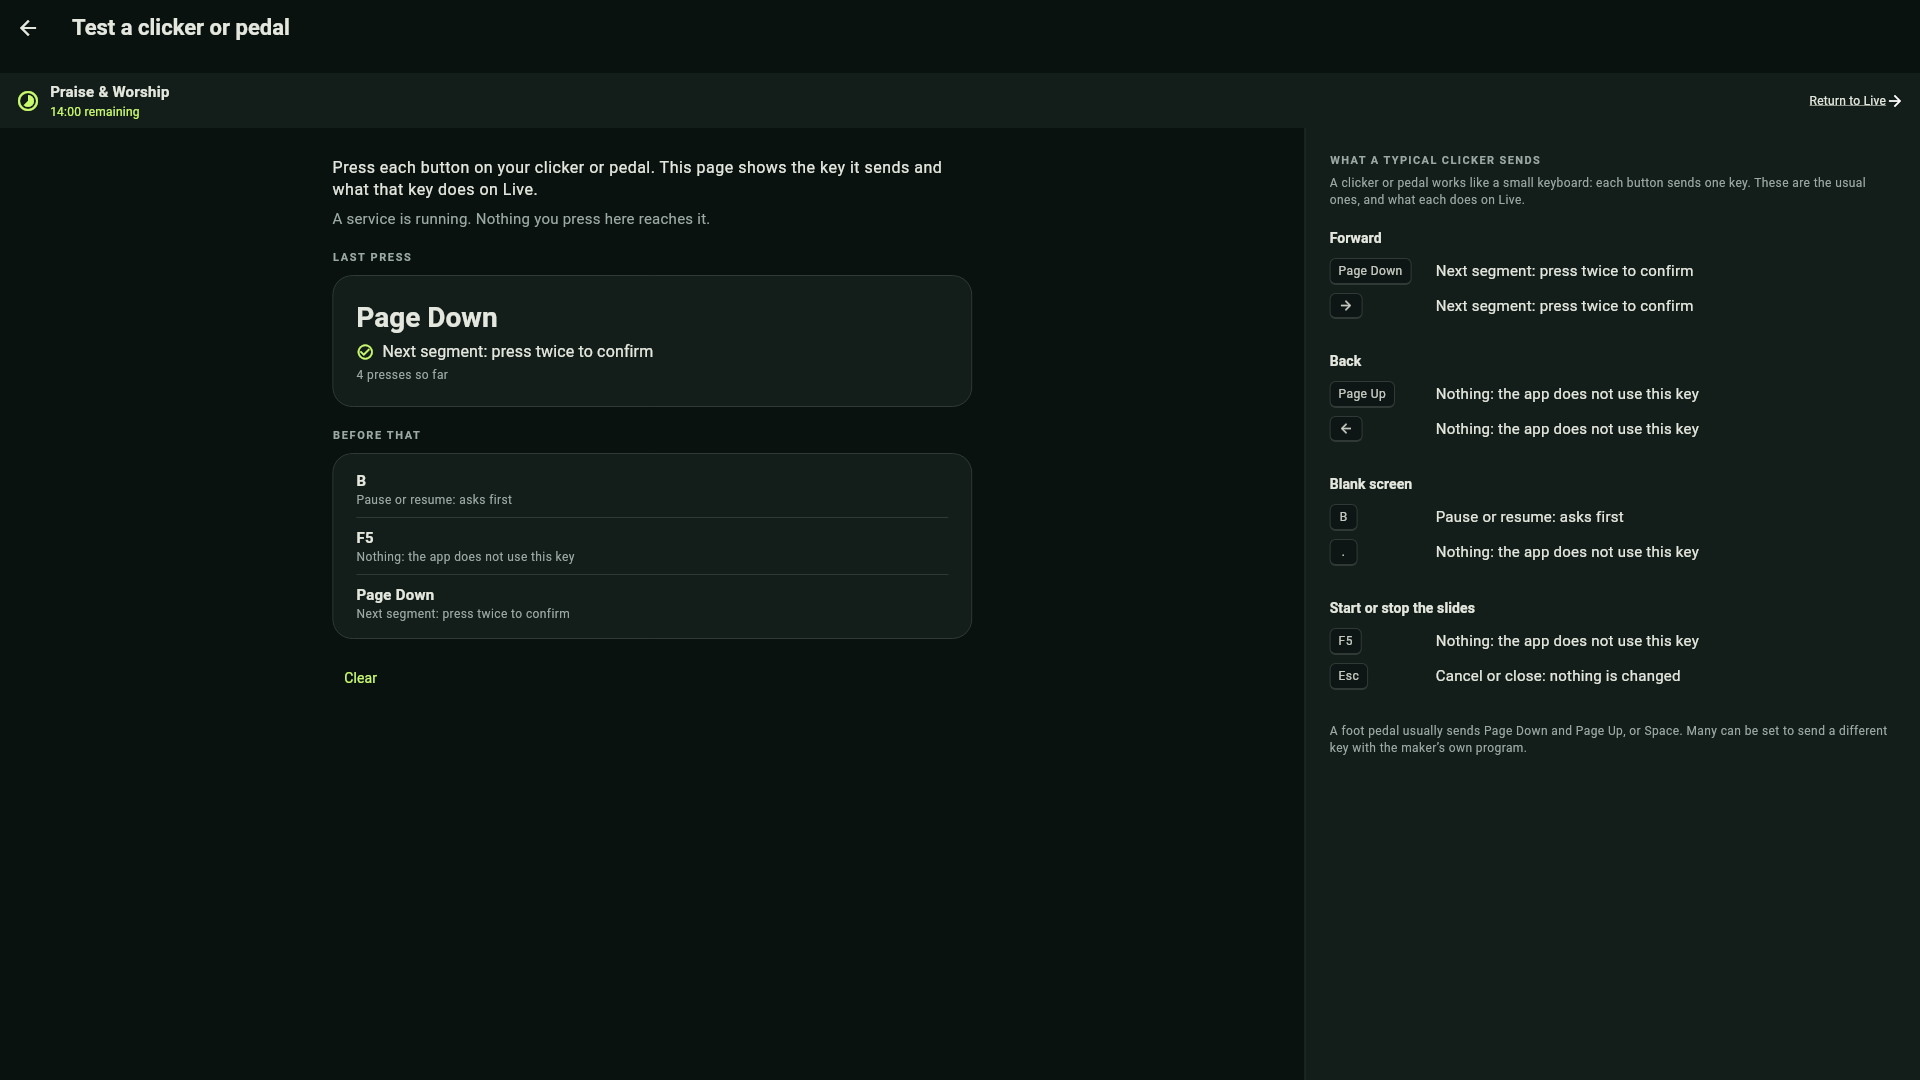 Test a clicker or pedal
Praise & Worship
14:00 remaining
Return to Live
Press each button on your clicker or pedal. This page shows the key it sends and
what that key does on Live.
A service is running. Nothing you press here reaches it.
LAST PRESS
Page Down
Next segment: press twice to confirm
4 presses so far
BEFORE THAT
B
Pause or resume: asks first
F5
Nothing: the app does not use this key
Page Down
Next segment: press twice to confirm
Clear
WHAT A TYPICAL CLICKER SENDS
A clicker or pedal works like a small keyboard: each button sends one key. These are the usual
ones, and what each does on Live.
Forward
Page Down Next segment: press twice to confirm
→ Next segment: press twice to confirm
Back
Page Up Nothing: the app does not use this key
← Nothing: the app does not use this key
Blank screen
B Pause or resume: asks first
. Nothing: the app does not use this key
Start or stop the slides
F5 Nothing: the app does not use this key
Esc Cancel or close: nothing is changed
A foot pedal usually sends Page Down and Page Up, or Space. Many can be set to send a different
key with the maker’s own program.